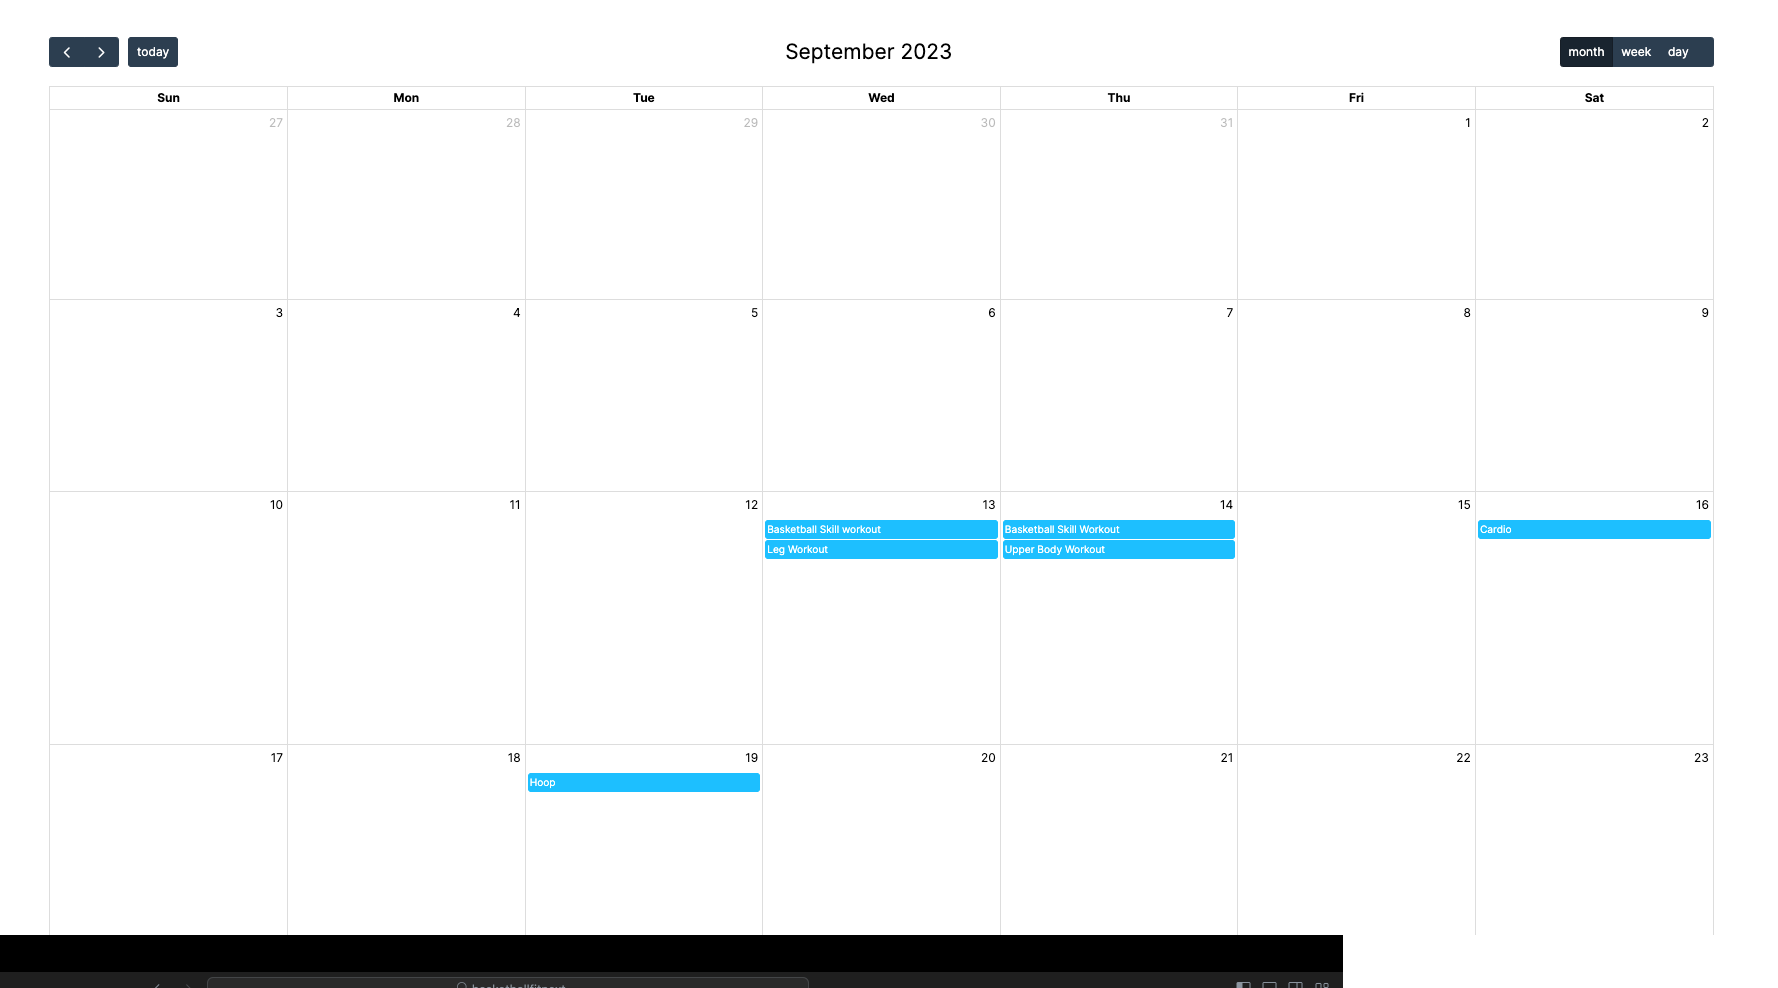 today
September 2023
month week day
Sun Mon Tue Wed Thu Fri Sat
27 28 29 30 31 1 2
3 4 5 6 7 8 9
10 11 12 13 14 15 16
Basketball Skill workout Basketball Skill Workout Cardio
Leg Workout Upper Body Workout
17 18 19 20 21 22 23
Hoop